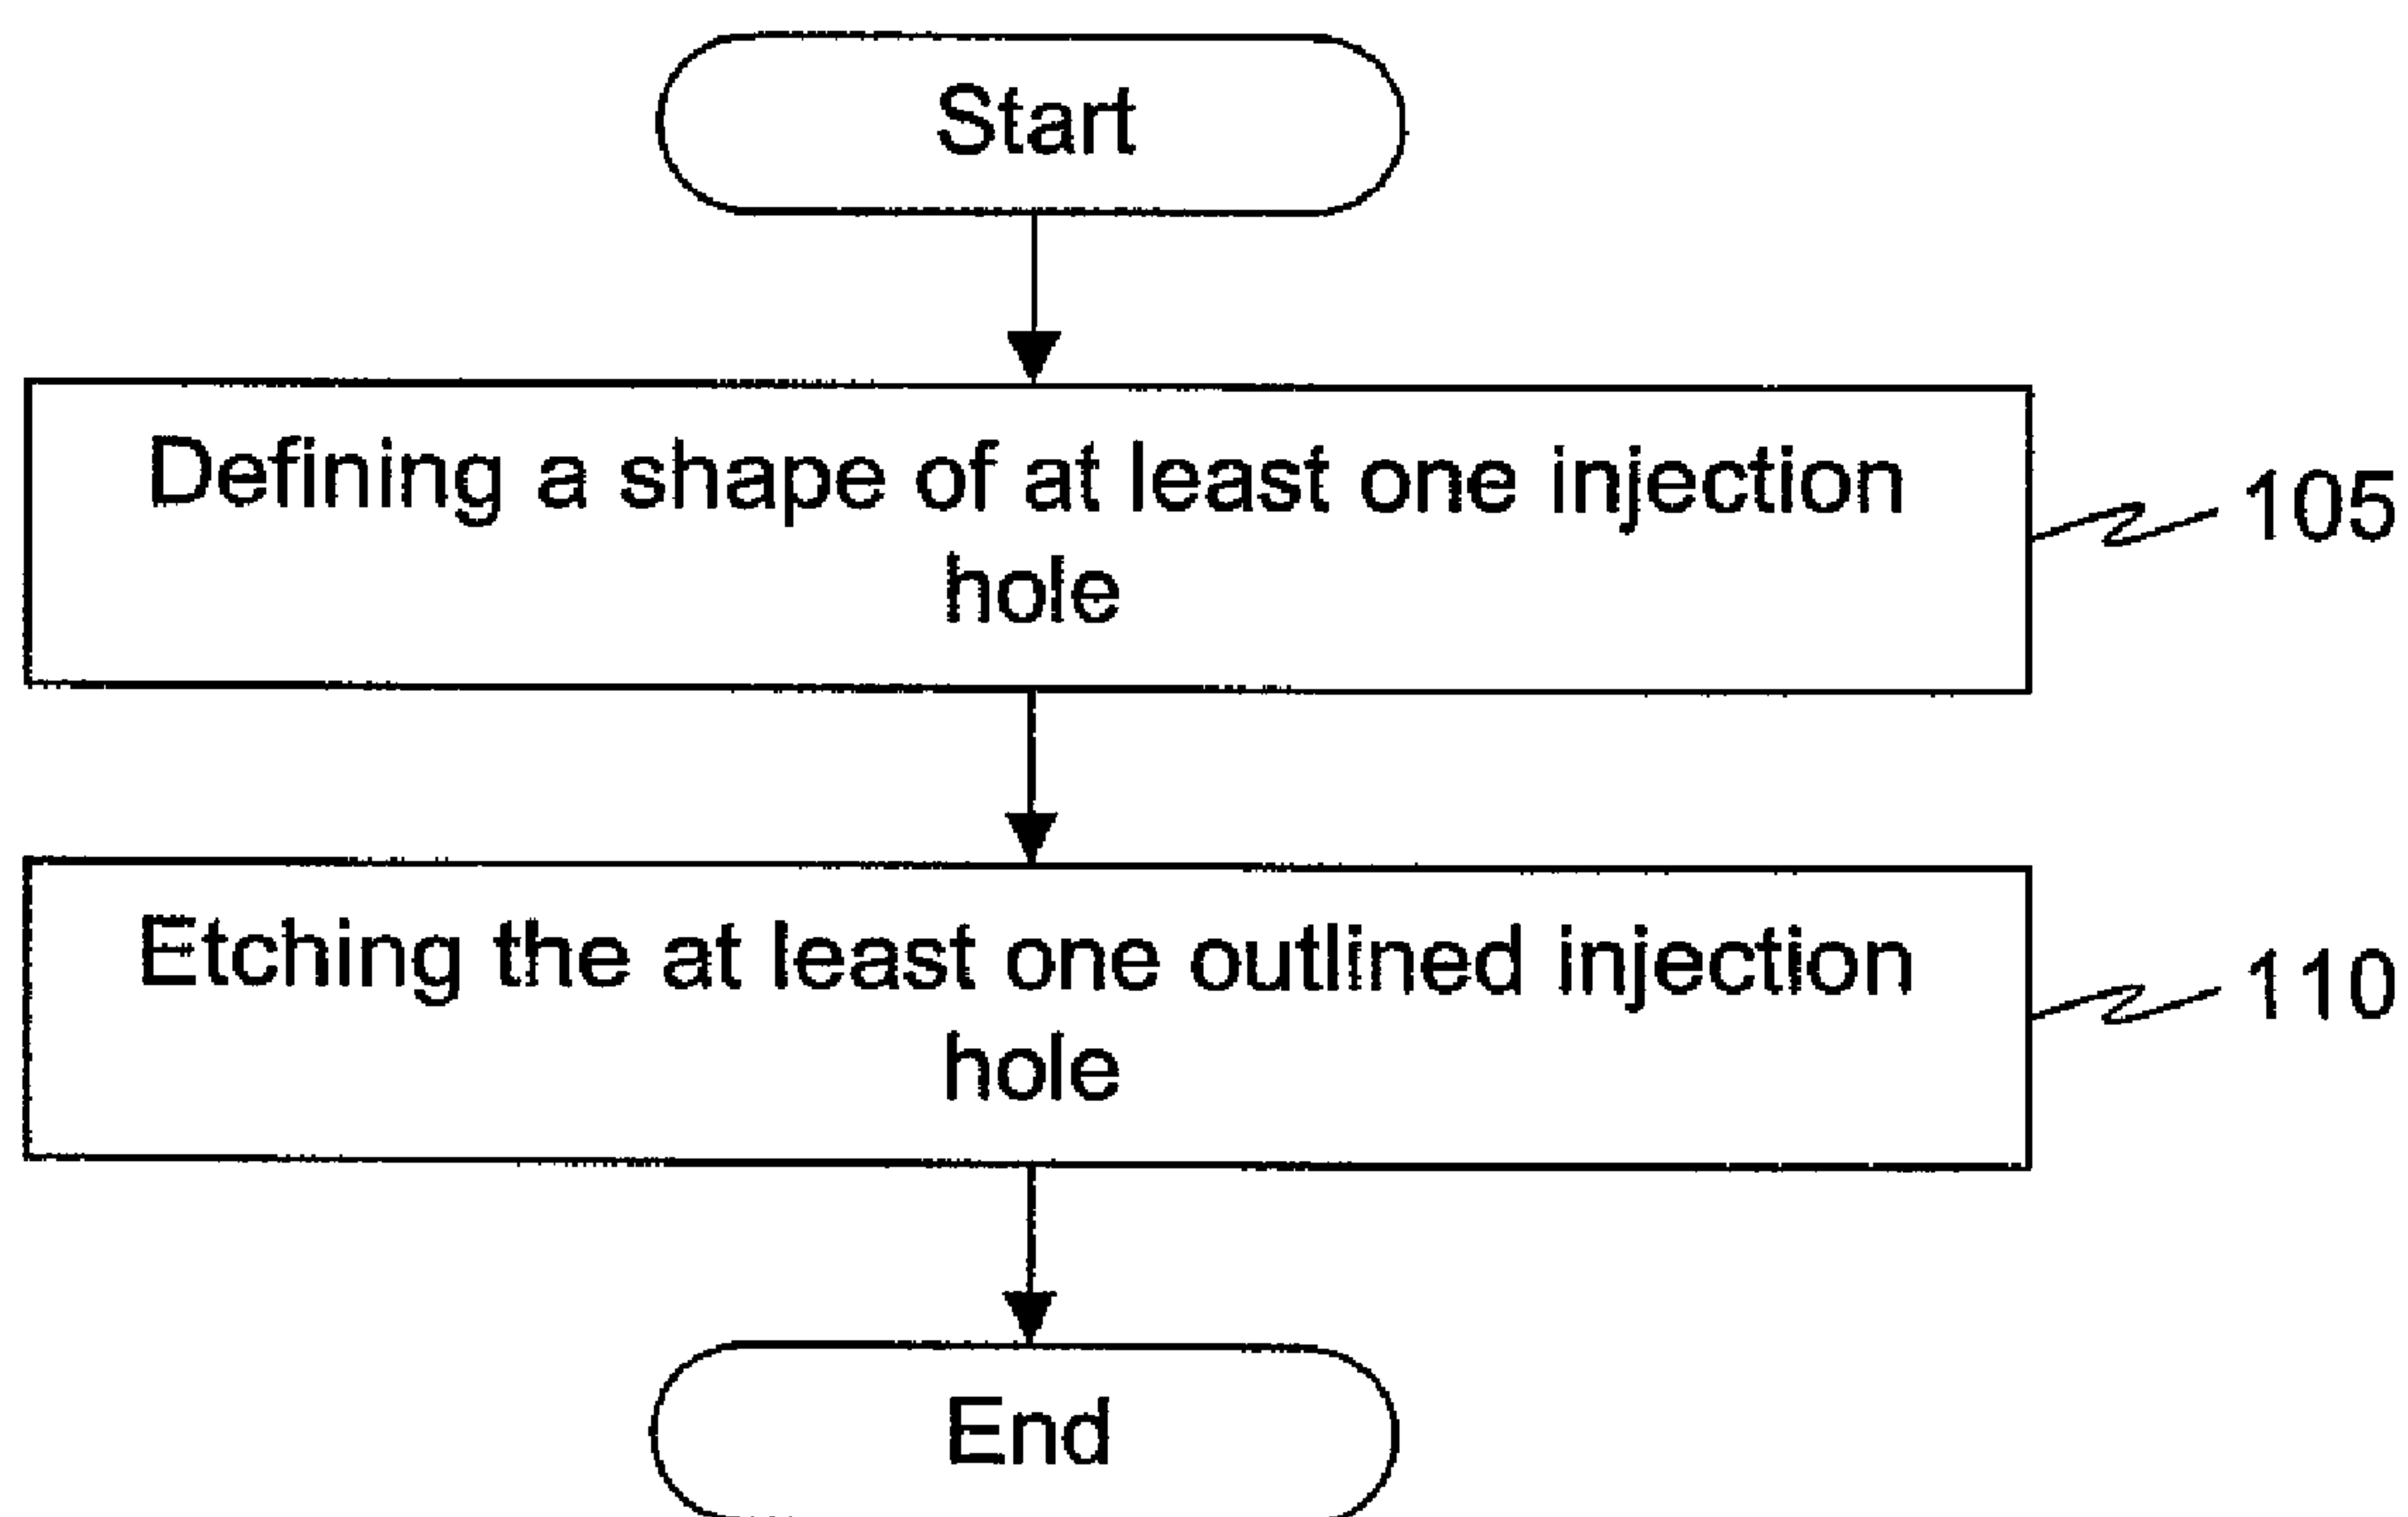 Start
Defining a shape of at least one injection
hole
105
Etching the at least one outlined injection
hole
110
End